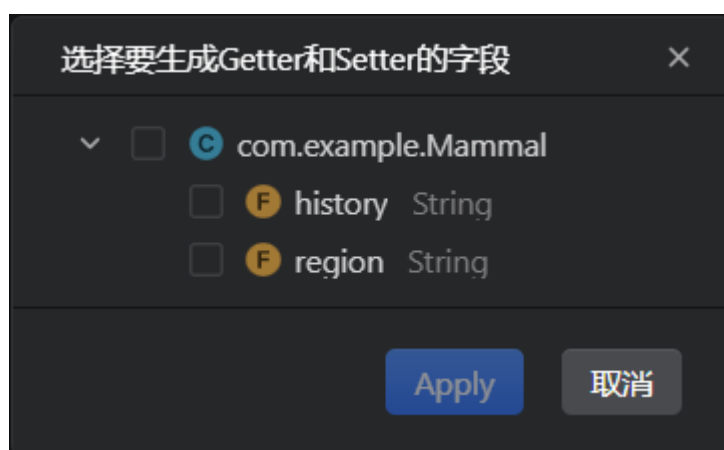 选择要生成Getter和Setter的字段
C com.example.Mammal
F history String
F region String
Apply 取消